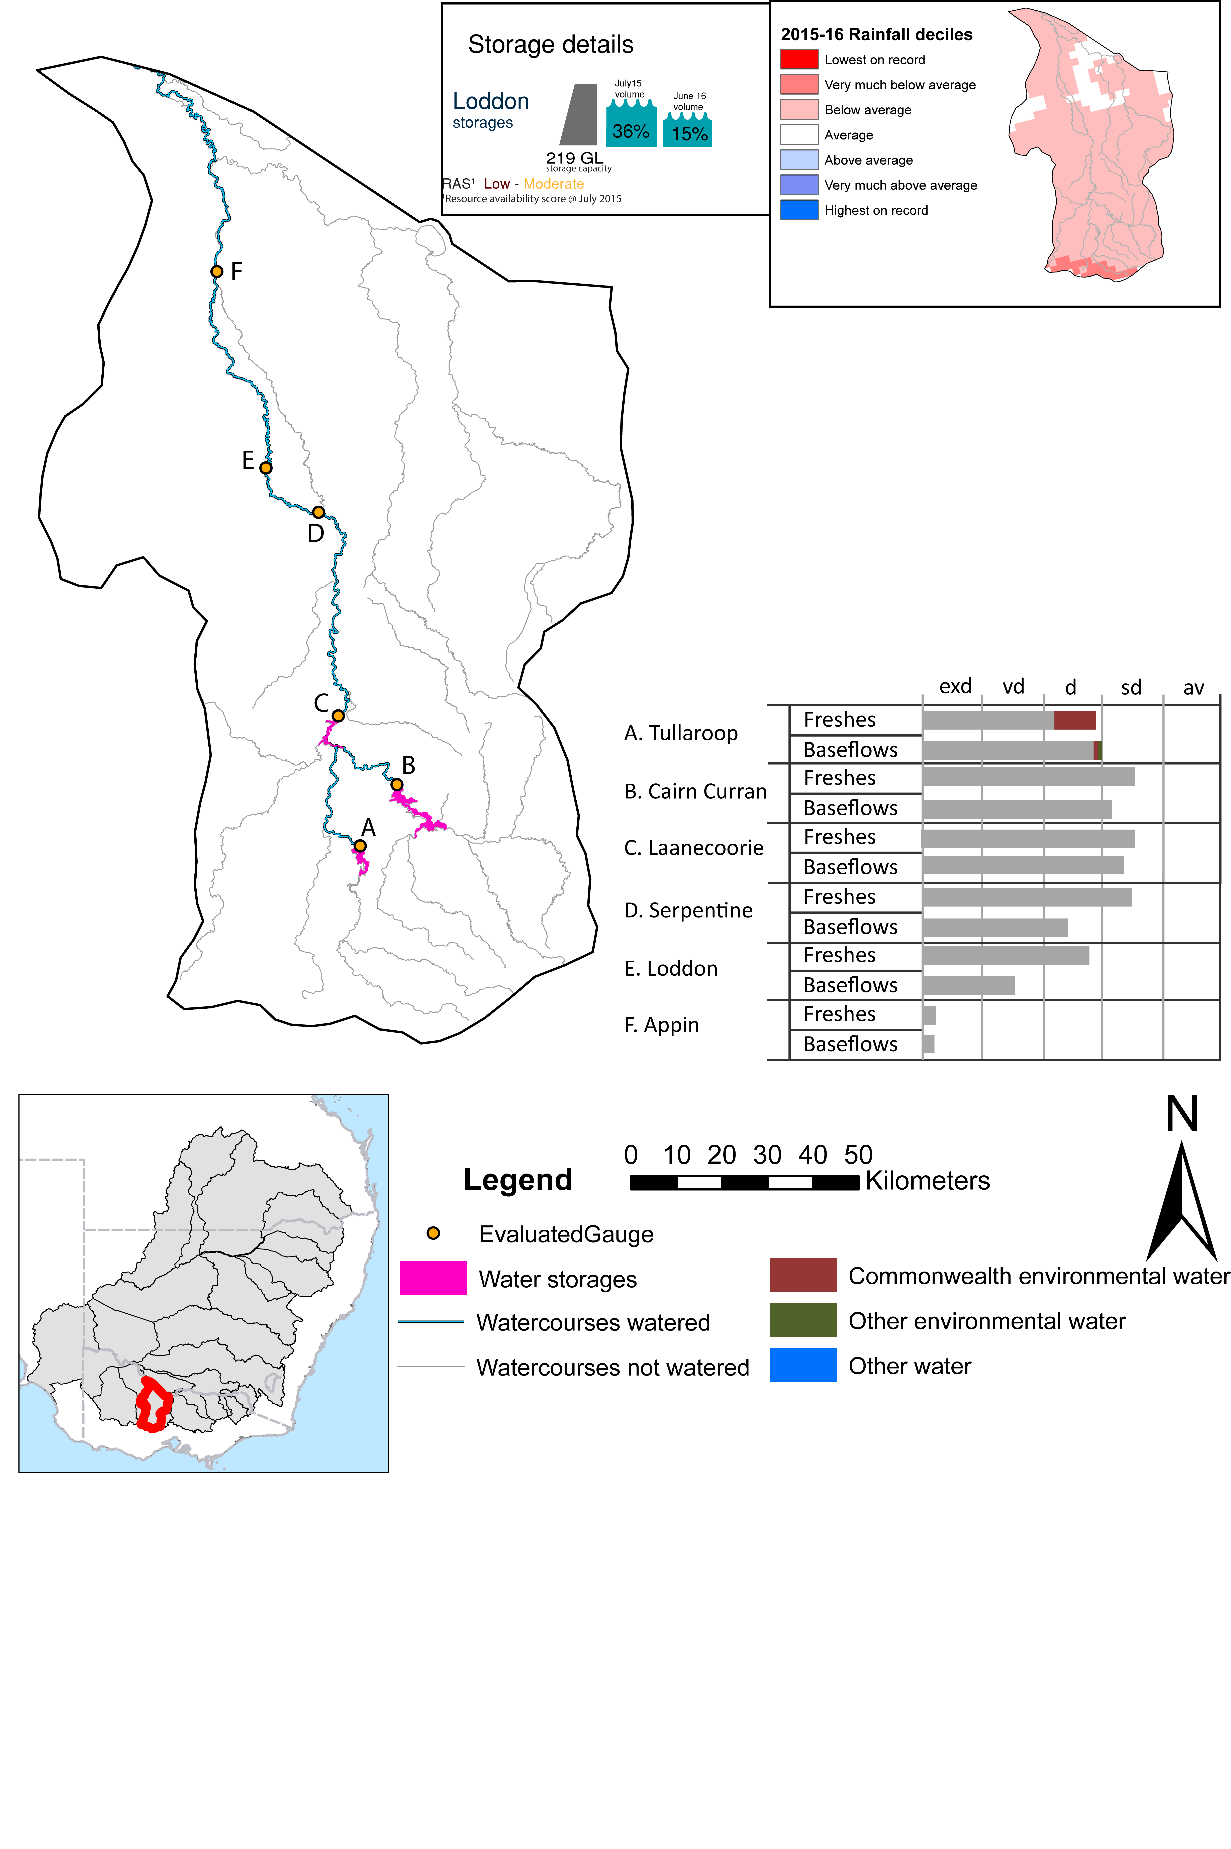 Storage details
Loddon
storages
July15
volume
36%
June 16
volume
15%
219 GL
storage capacity
RAS¹ Low - Moderate
¹Resource availability score @ July 2015
2015-16 Rainfall deciles
Lowest on record
Very much below average
Below average
Average
Above average
Very much above average
Highest on record
F
E
D
C
B
A
exd vd d sd av
A. Tullaroop
Freshes
Baseflows
B. Cairn Curran
Freshes
Baseflows
C. Laanecoorie
Freshes
Baseflows
D. Serpentine
Freshes
Baseflows
E. Loddon
Freshes
Baseflows
F. Appin
Freshes
Baseflows
N
0 10 20 30 40 50
Kilometers
Legend
EvaluatedGauge
Water storages
Watercourses watered
Watercourses not watered
Commonwealth environmental water
Other environmental water
Other water